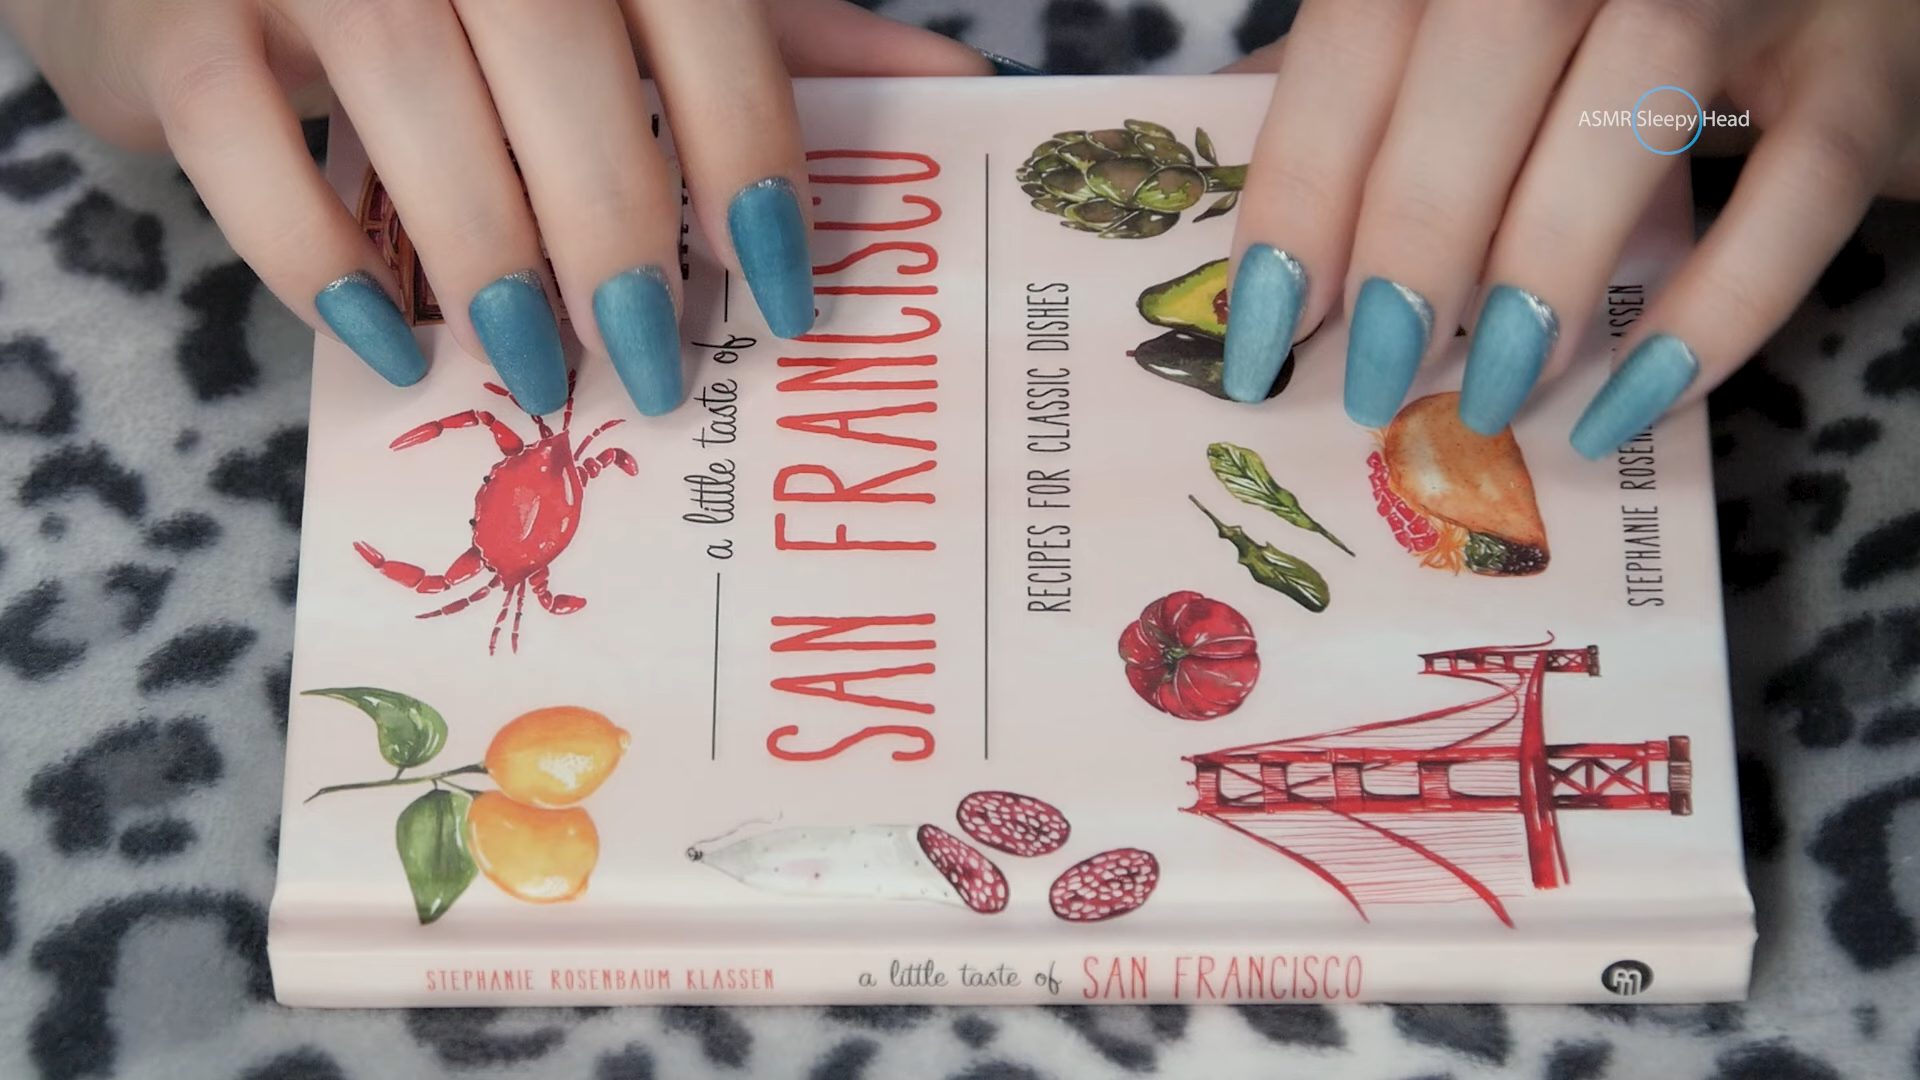 ASMR Sleepy Head
a little taste of
SAN FRANCISCO
RECIPES FOR CLASSIC DISHES
STEPHANIE
STEPHANIE ROSENBAUM KLASSEN
a little taste of SAN FRANCISCO